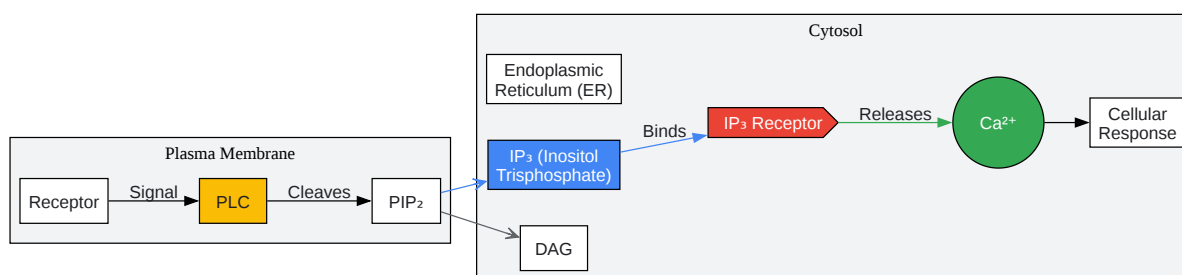 Cytosol
Endoplasmic
Reticulum (ER)
IP₃ Receptor
Releases
Ca²⁺
Cellular
Response
Binds
IP₃ (Inositol
Trisphosphate)
Plasma Membrane
Receptor
Signal
PLC
Cleaves
PIP₂
DAG